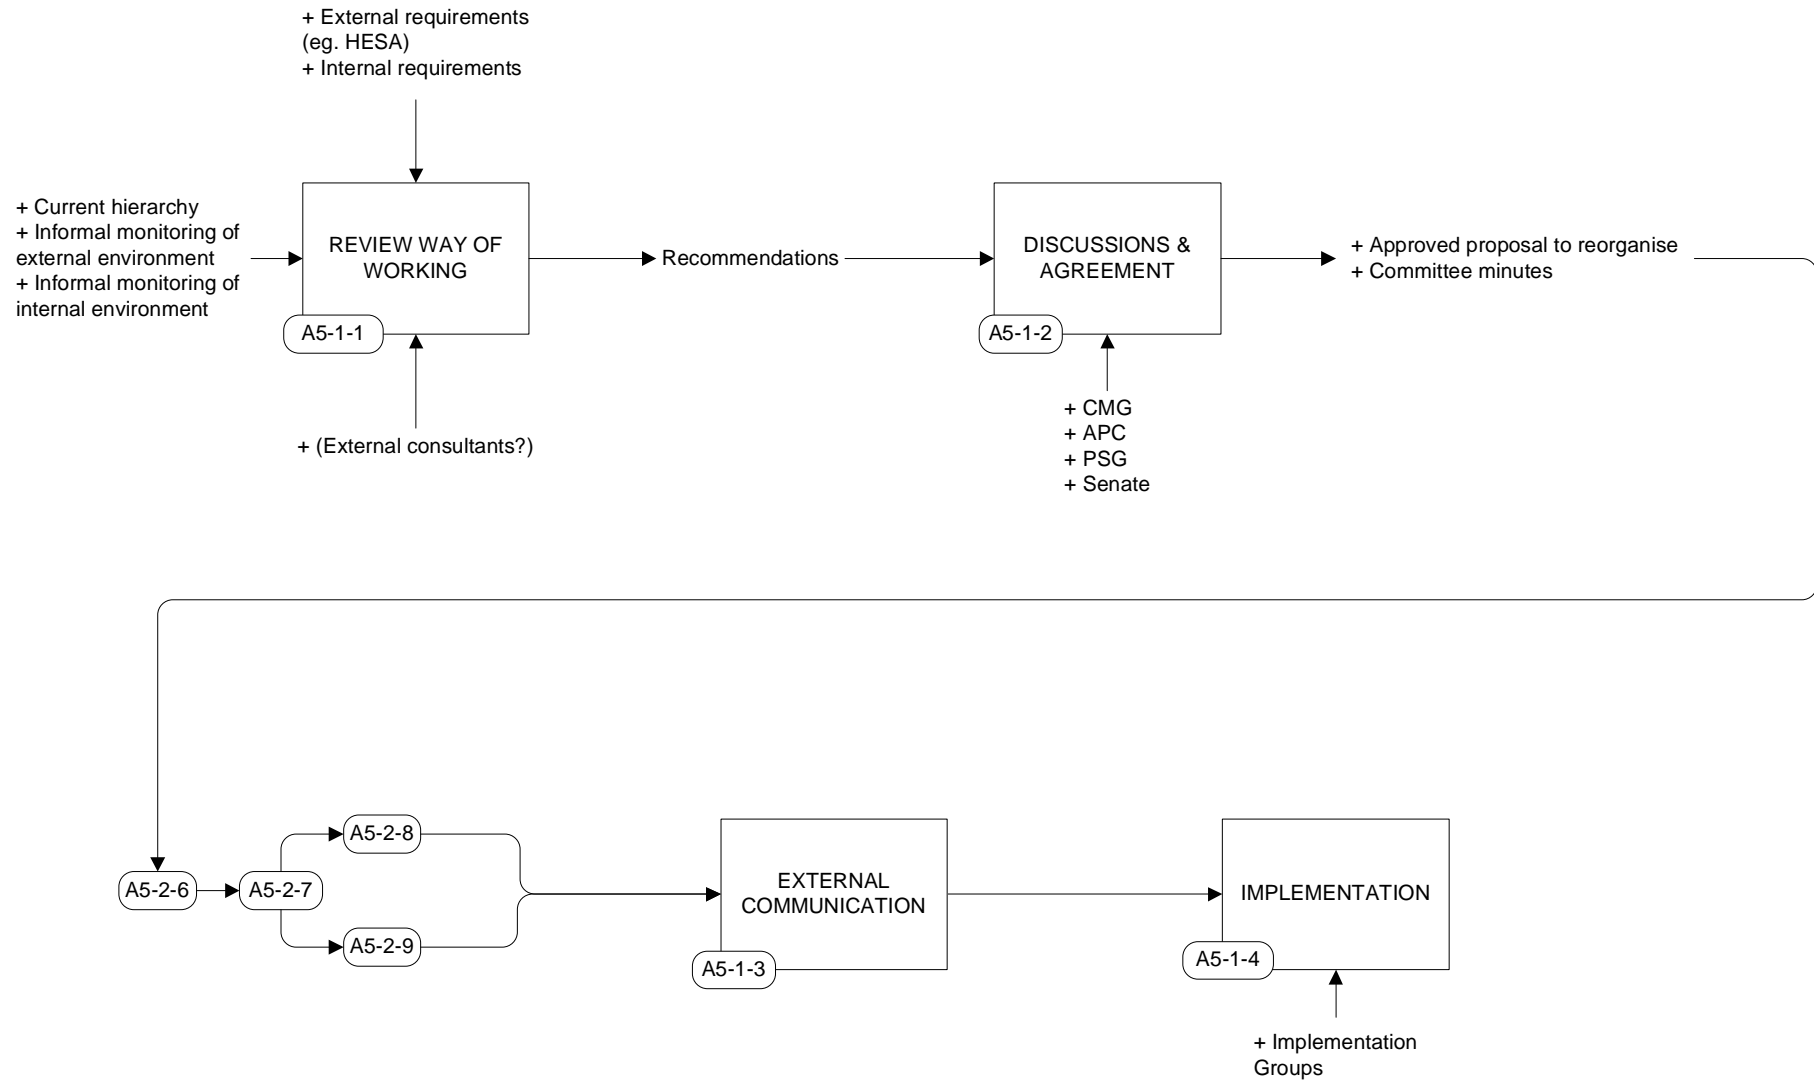 + External requirements
(eg. HESA)
+ Internal requirements
+ Current hierarchy
+ Informal monitoring of
external environment
+ Informal monitoring of
internal environment
REVIEW WAY OF
WORKING
A5-1-1
+ (External consultants?)
Recommendations
DISCUSSIONS &
AGREEMENT
A5-1-2
+ CMG
+ APC
+ PSG
+ Senate
+ Approved proposal to reorganise
+ Committee minutes
A5-2-6
A5-2-7
A5-2-8
A5-2-9
EXTERNAL
COMMUNICATION
A5-1-3
IMPLEMENTATION
A5-1-4
+ Implementation
Groups